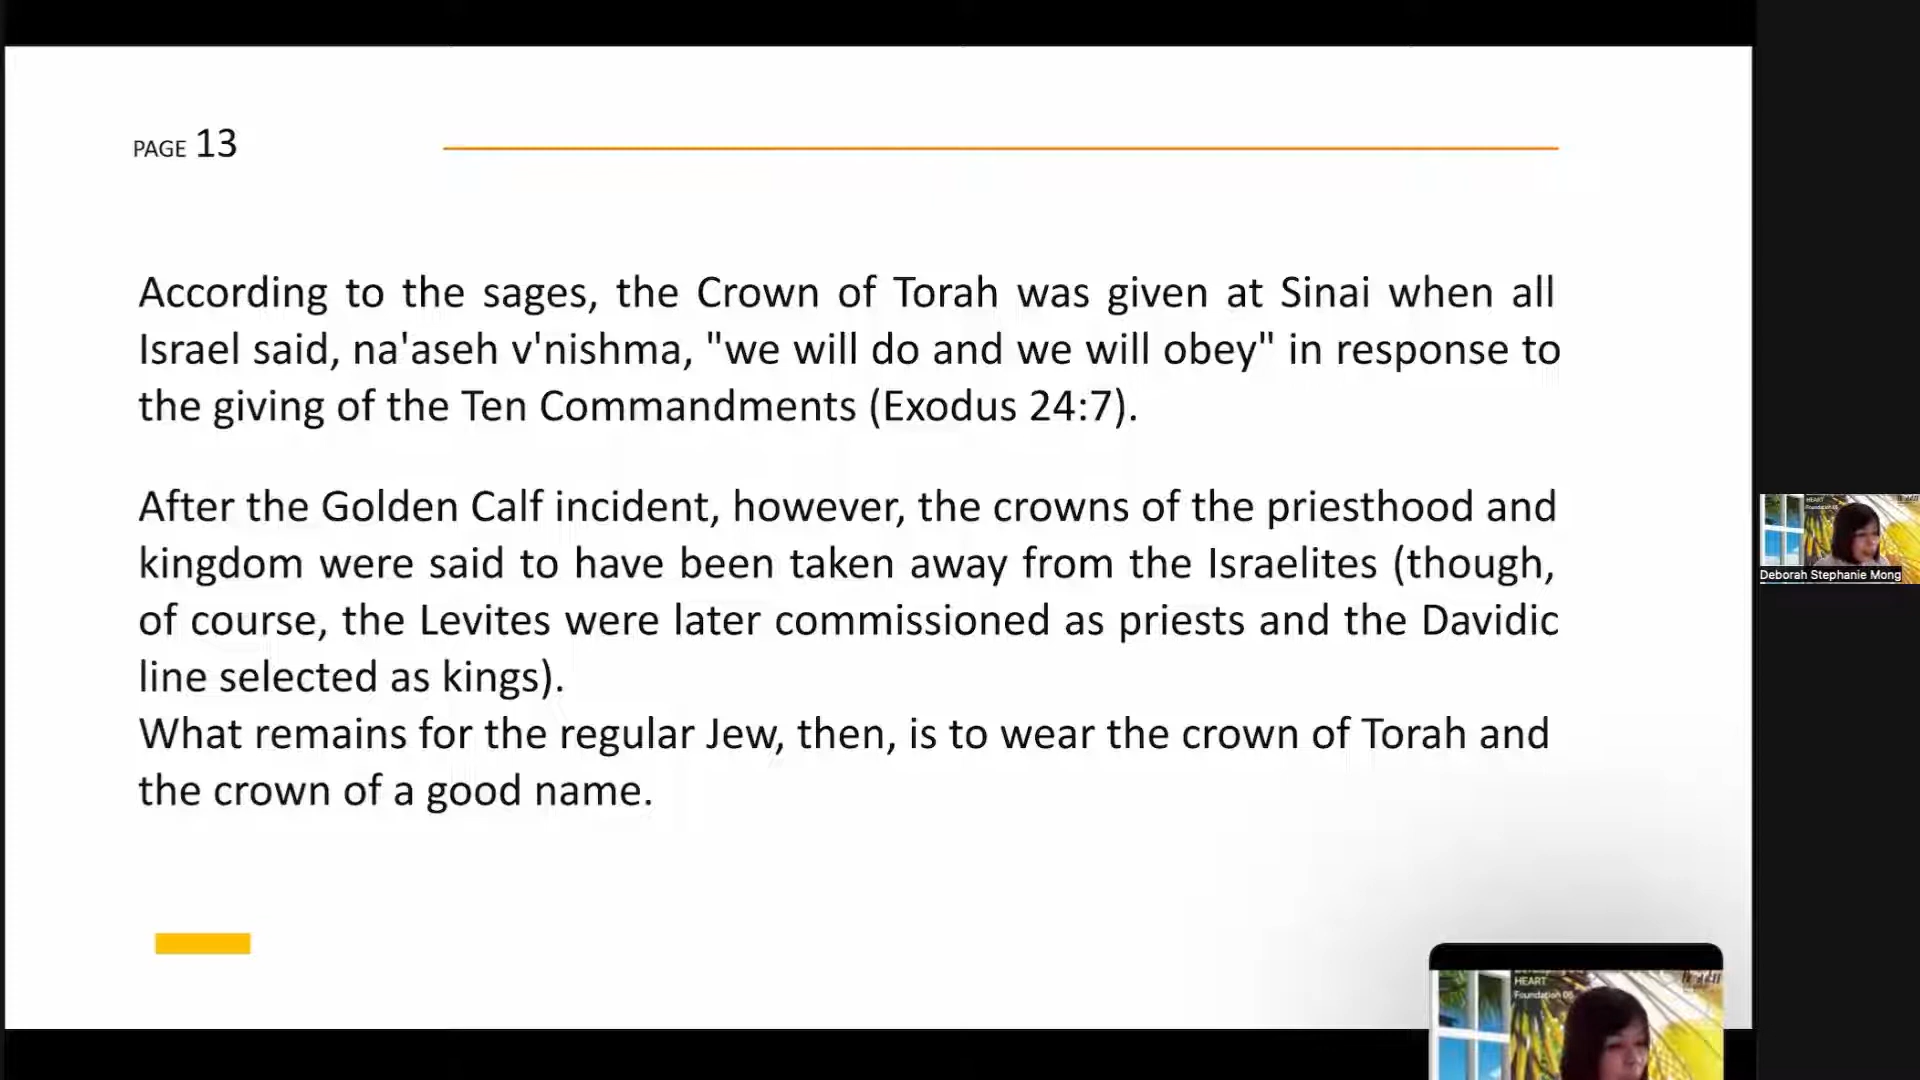 PAGE 13
According to the sages, the Crown of Torah was given at Sinai when all
Israel said, na'aseh v'nishma, "we will do and we will obey" in response to
the giving of the Ten Commandments (Exodus 24:7).
After the Golden Calf incident, however, the crowns of the priesthood and
kingdom were said to have been taken away from the Israelites (though,
of course, the Levites were later commissioned as priests and the Davidic
line selected as kings).
What remains for the regular Jew, then, is to wear the crown of Torah and
the crown of a good name.
HEART
Deborah Stephanie Mong
HEART
Foundation